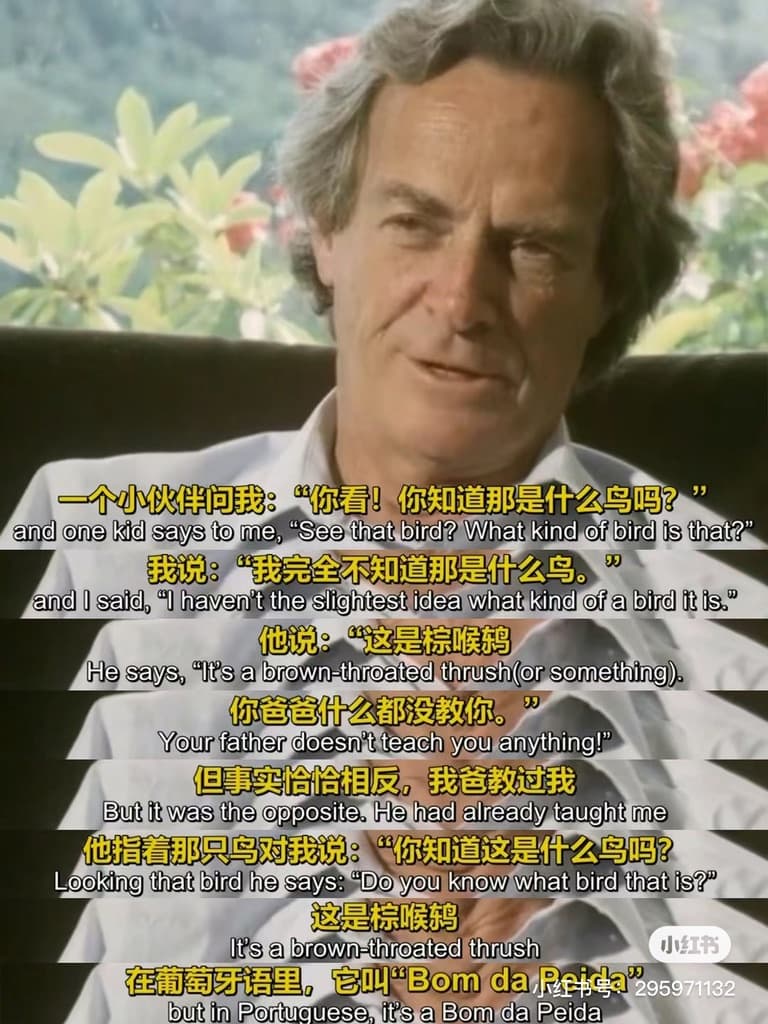 一个小伙伴问我：“你看！你知道那是什么鸟吗？”
and one kid says to me, “See that bird? What kind of bird is that?”
我说：“我完全不知道那是什么鸟。”
and I said, “I haven’t the slightest idea what kind of a bird it is.”
他说：“这是棕喉鸫
He says, “It’s a brown-throated thrush(or something).
你爸爸什么都没教你。”
Your father doesn’t teach you anything!”
但事实恰恰相反，我爸教过我
But it was the opposite. He had already taught me
他指着那只鸟对我说：“你知道这是什么鸟吗？
Looking that bird he says: “Do you know what bird that is?”
这是棕喉鸫
It’s a brown-throated thrush
小红书
在葡萄牙语里，它叫“Bom da Peida”
小红书号：295971132
but in Portuguese, it’s a Bom da Peida